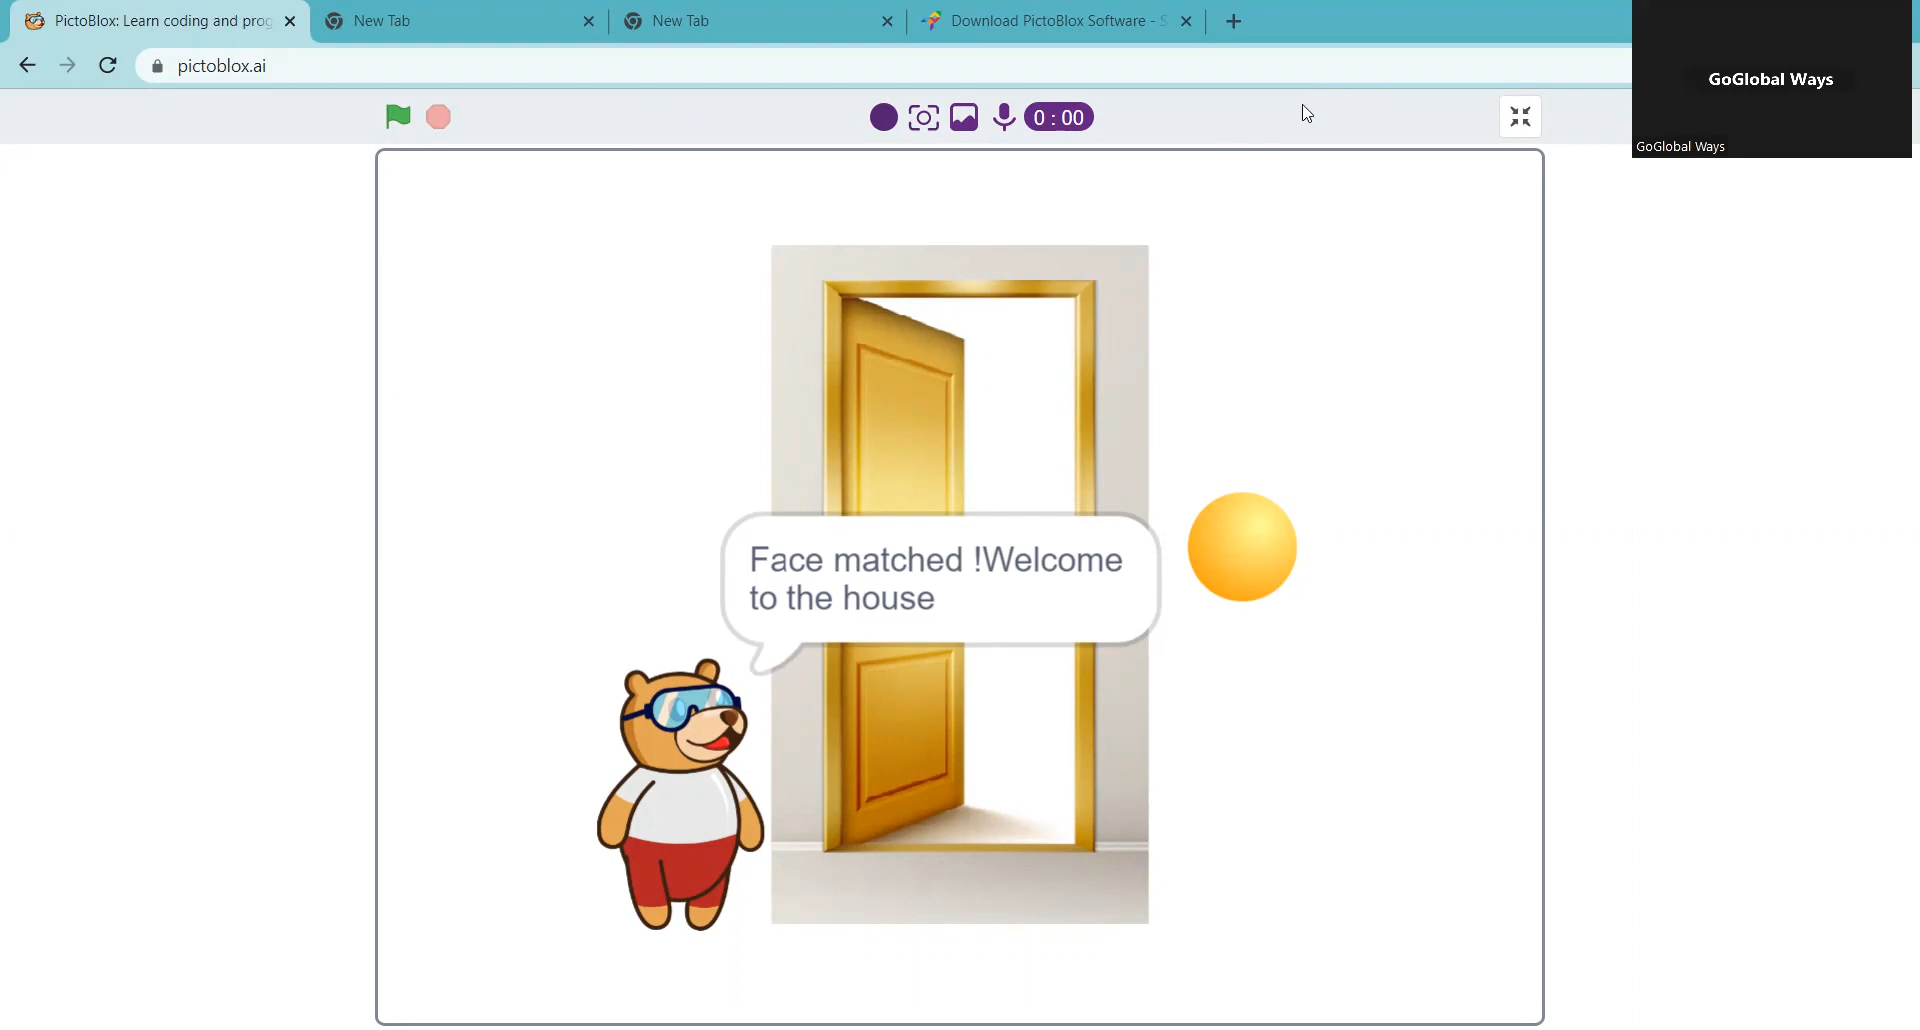 PictoBlox: Learn coding and prog
New Tab
New Tab
Download PictoBlox Software - S
pictoblox.ai
GoGlobal Ways
0 : 00
GoGlobal Ways
Face matched !Welcome
to the house